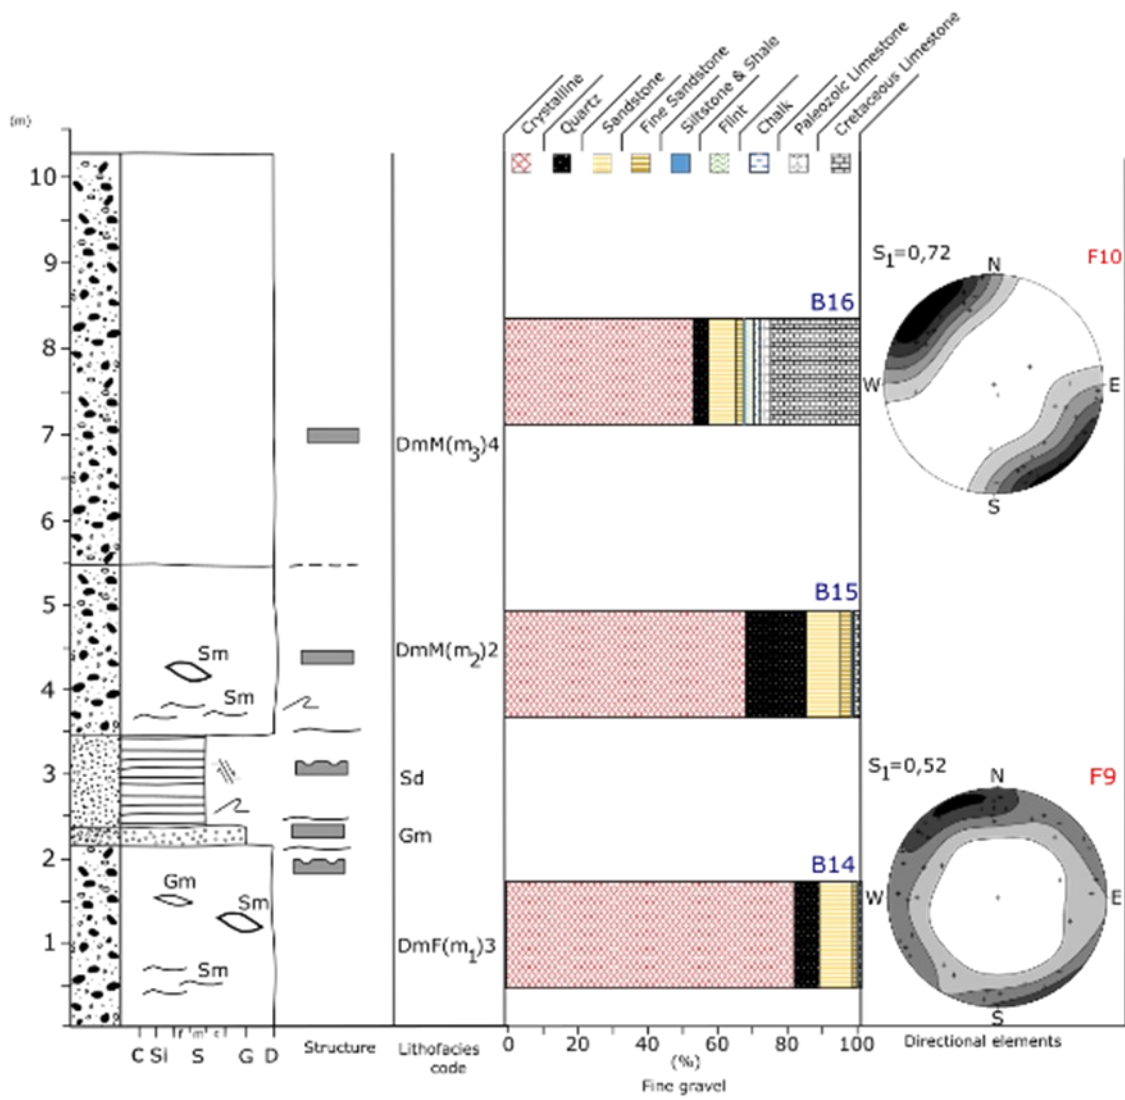 Crystalline
Quartz
Sandstone
Fine Sandstone
Siltstone & Shale
Flint
Chalk
Paleozoic Limestone
Cretaceous Limestone
(m)
10
9
8
7
6
5
4
3
2
1
S1=0,72
F10
N
W
E
S
B16
DmM(m3)4
B15
DmM(m2)2
Sm
Sm
Sd
Gm
S1=0,52
F9
N
W
E
S
B14
Gm
Sm
Sm
DmF(m1)3
f m c
C Si S G D
Structure
Lithofacies
code
0 20 40 60 80 100
(%)
Fine gravel
Directional elements